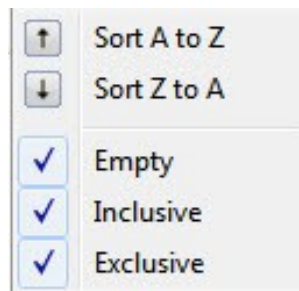 Sort A to Z
Sort Z to A
Empty
Inclusive
Exclusive